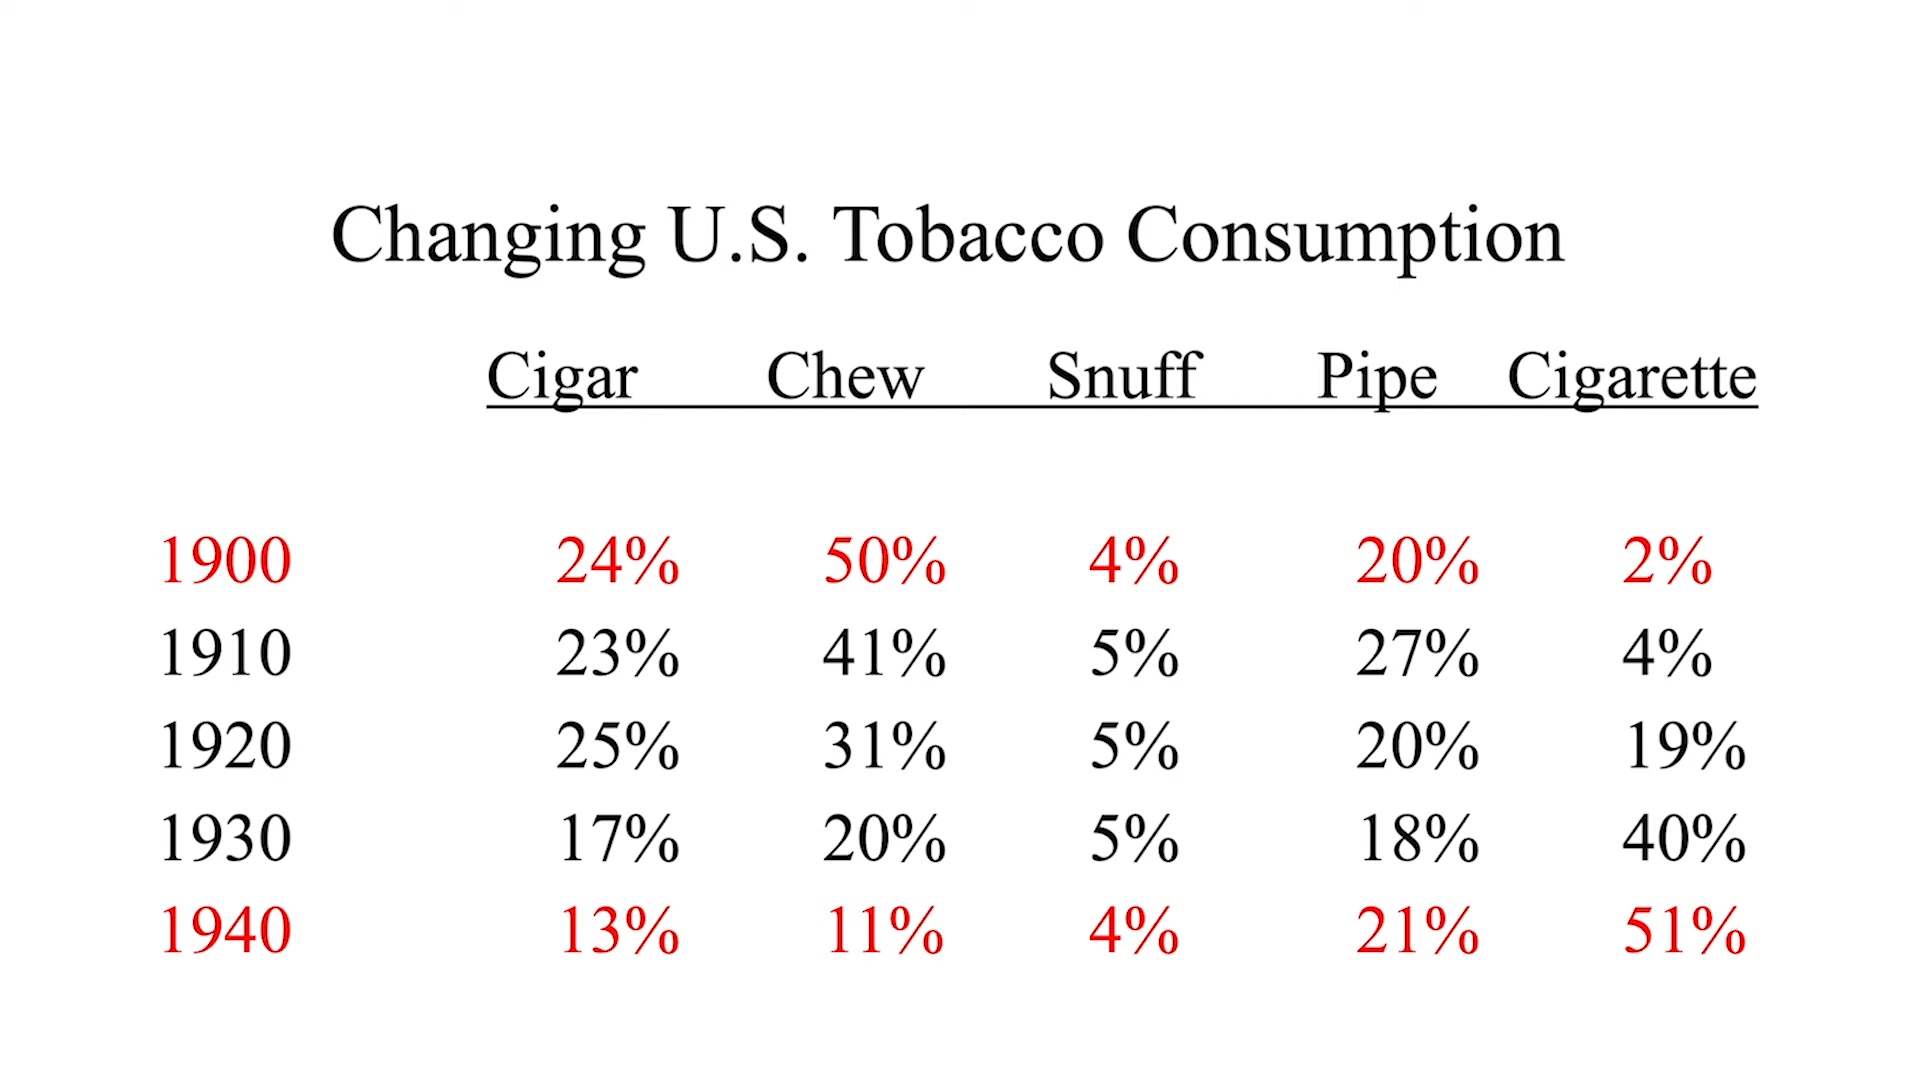 Changing U.S. Tobacco Consumption
Cigar Chew Snuff Pipe Cigarette
1900 24% 50% 4% 20% 2%
1910 23% 41% 5% 27% 4%
1920 25% 31% 5% 20% 19%
1930 17% 20% 5% 18% 40%
1940 13% 11% 4% 21% 51%